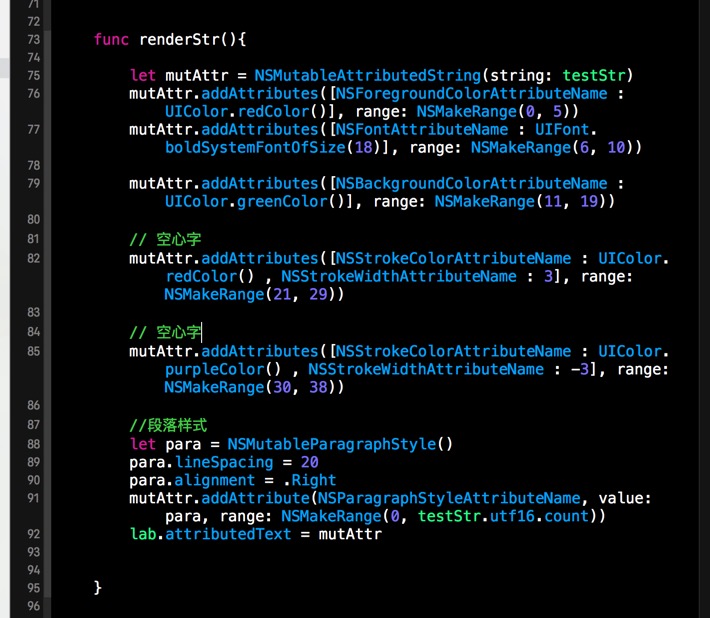 71
72
73 func renderStr(){
74
75 let mutAttr = NSMutableAttributedString(string: testStr)
76 mutAttr.addAttributes([NSForegroundColorAttributeName :
UIColor.redColor()], range: NSMakeRange(0, 5))
77 mutAttr.addAttributes([NSFontAttributeName : UIFont.
boldSystemFontOfSize(18)], range: NSMakeRange(6, 10))
78
79 mutAttr.addAttributes([NSBackgroundColorAttributeName :
UIColor.greenColor()], range: NSMakeRange(11, 19))
80
81 // 空心字
82 mutAttr.addAttributes([NSStrokeColorAttributeName : UIColor.
redColor() , NSStrokeWidthAttributeName : 3], range:
NSMakeRange(21, 29))
83
84 // 空心字
85 mutAttr.addAttributes([NSStrokeColorAttributeName : UIColor.
purpleColor() , NSStrokeWidthAttributeName : -3], range:
NSMakeRange(30, 38))
86
87 //段落样式
88 let para = NSMutableParagraphStyle()
89 para.lineSpacing = 20
90 para.alignment = .Right
91 mutAttr.addAttribute(NSParagraphStyleAttributeName, value:
para, range: NSMakeRange(0, testStr.utf16.count))
92 lab.attributedText = mutAttr
93
94
95 }
96